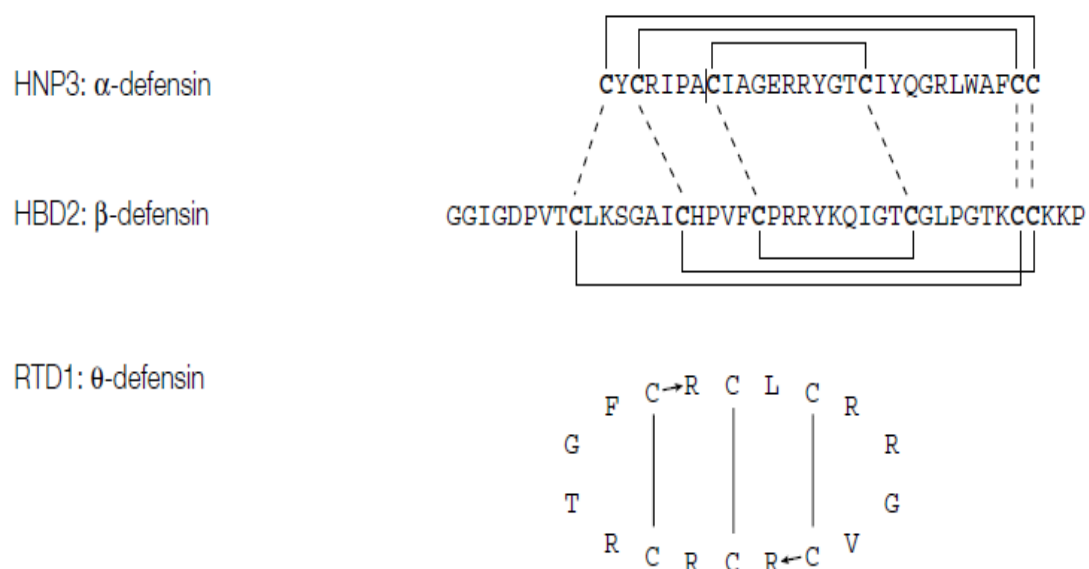 HNP3: α-defensin CYCRIPACIAGERRYGTCIYQGRLWAFCC
HBD2: β-defensin GGIGDPVTCLKSGAICHPVFCPRRYKQIGTCGLPGTKCCKKP
RTD1: θ-defensin
F C R C L C R
G R
T G
R C R C R C V